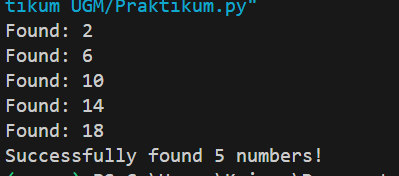 tikum UGM/Praktikum.py"
Found: 2
Found: 6
Found: 10
Found: 14
Found: 18
Successfully found 5 numbers!